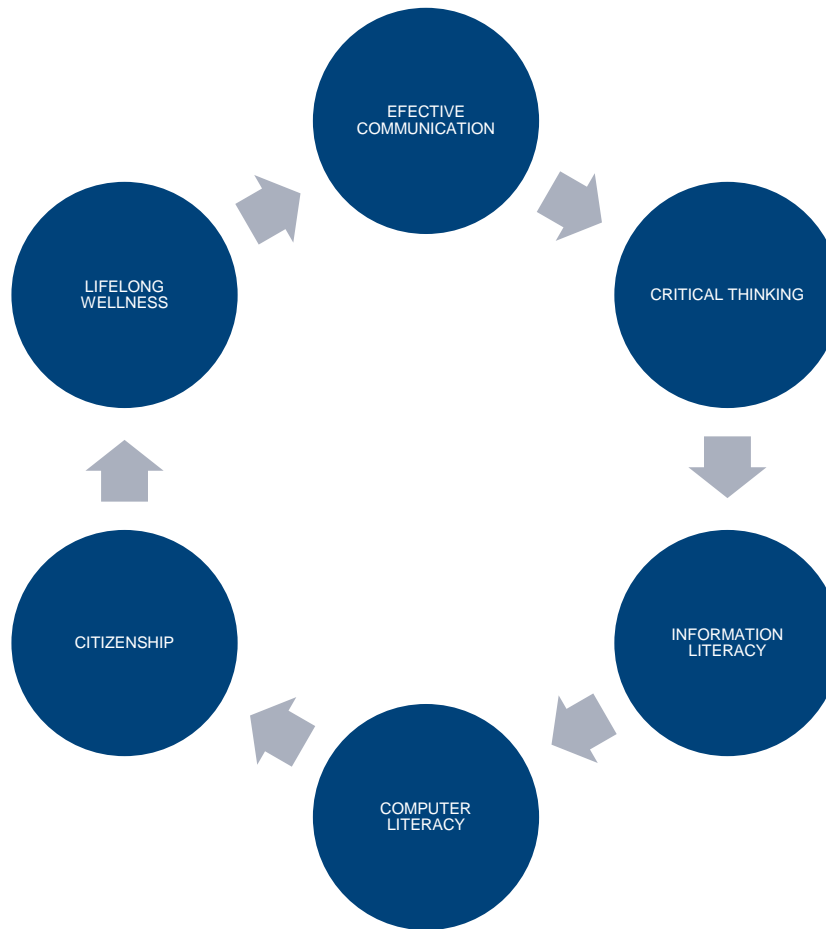 EFECTIVE
COMMUNICATION
CRITICAL THINKING
INFORMATION
LITERACY
COMPUTER
LITERACY
CITIZENSHIP
LIFELONG
WELLNESS